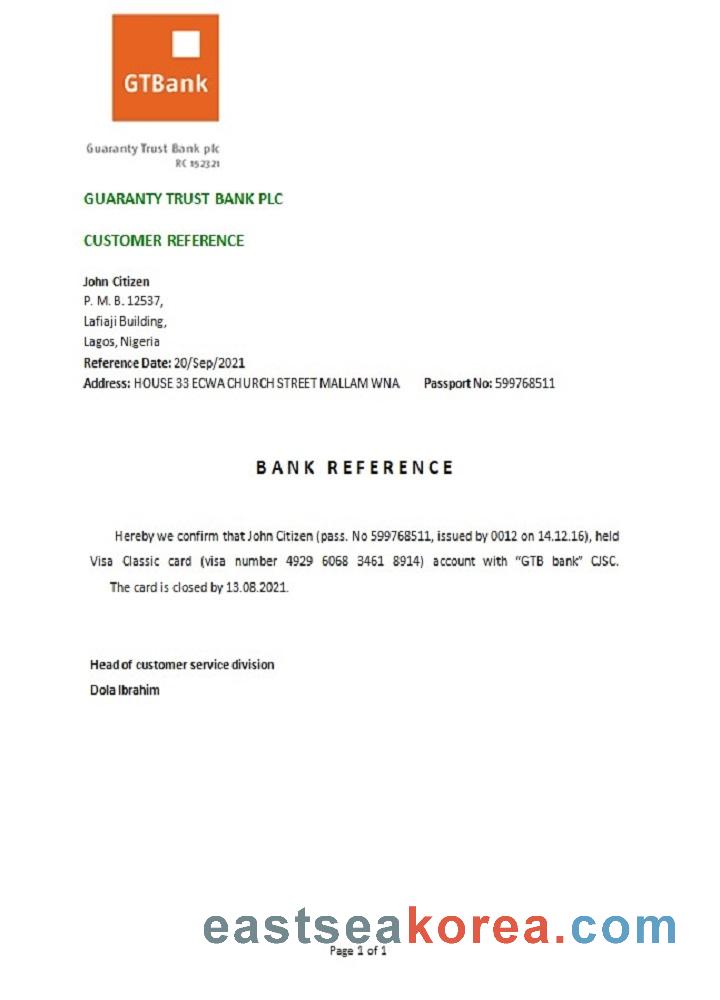 GTBank
Guaranty Trust Bank plc
RC 152321
GUARANTY TRUST BANK PLC
CUSTOMER REFERENCE
John Citizen
P. M. B. 12537,
Lafiaji Building,
Lagos, Nigeria
Reference Date: 20/Sep/2021
Address: HOUSE 33 ECWA CHURCH STREET MALLAM WNA Passport No: 599768511
BANK REFERENCE
Hereby we confirm that John Citizen (pass. No 599768511, issued by 0012 on 14.12.16), held
Visa Classic card (visa number 4929 6068 3461 8914) account with “GTB bank” CJSC.
The card is closed by 13.08.2021.
Head of customer service division
Dola Ibrahim
eastseakorea.com
Page 1 of 1